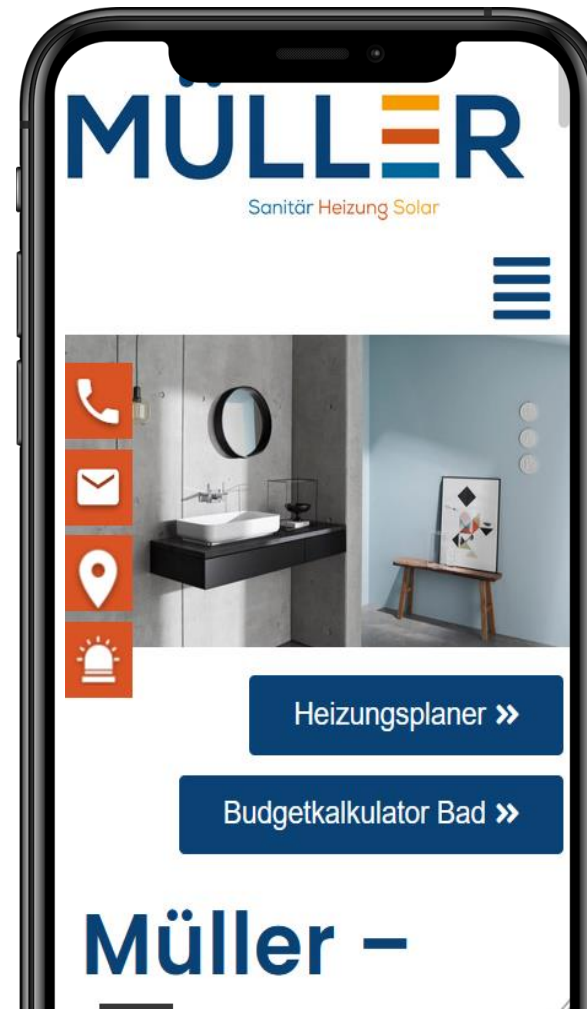 MÜLLER
Sanitär Heizung Solar
Heizungsplaner »
Budgetkalkulator Bad »
Müller –